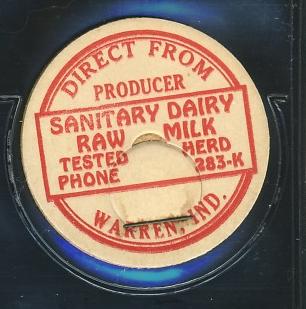 DIRECT FROM
PRODUCER
SANITARY DAIRY
RAW MILK
TESTED HERD
PHONE 283-K
WARREN, IND.